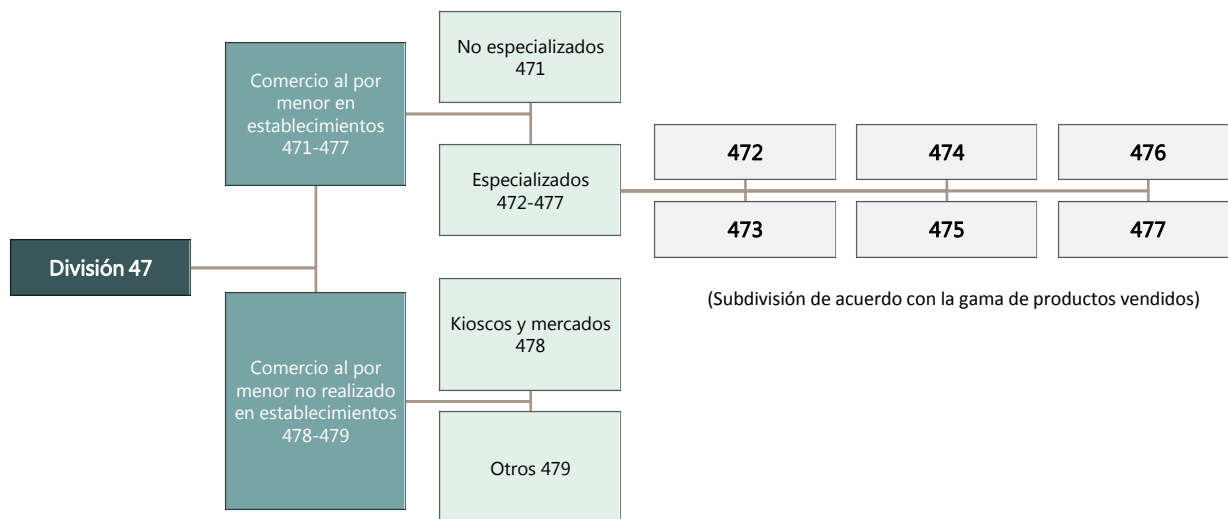 División 47
Comercio al por
menor en
establecimientos
471-477
No especializados
471
Especializados
472-477
472
474
476
473
475
477
(Subdivisión de acuerdo con la gama de productos vendidos)
Comercio al por
menor no realizado
en establecimientos
478-479
Kioscos y mercados
478
Otros 479